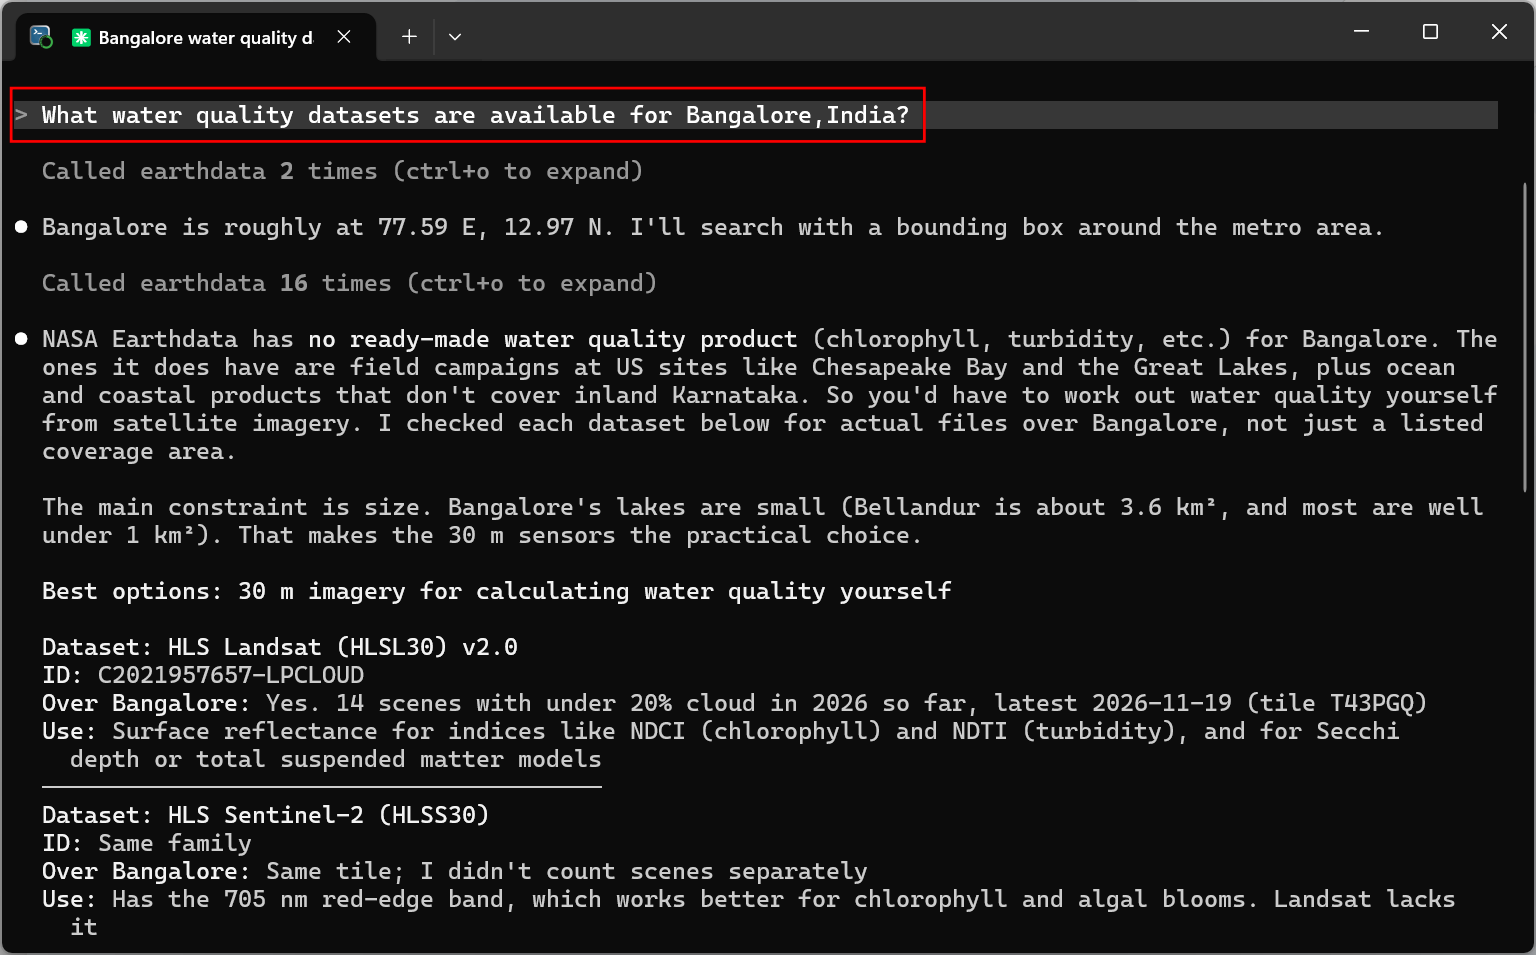 Bangalore water quality d
> What water quality datasets are available for Bangalore,India?
Called earthdata 2 times (ctrl+o to expand)
● Bangalore is roughly at 77.59 E, 12.97 N. I'll search with a bounding box around the metro area.
Called earthdata 16 times (ctrl+o to expand)
● NASA Earthdata has no ready-made water quality product (chlorophyll, turbidity, etc.) for Bangalore. The
ones it does have are field campaigns at US sites like Chesapeake Bay and the Great Lakes, plus ocean
and coastal products that don't cover inland Karnataka. So you'd have to work out water quality yourself
from satellite imagery. I checked each dataset below for actual files over Bangalore, not just a listed
coverage area.
The main constraint is size. Bangalore's lakes are small (Bellandur is about 3.6 km², and most are well
under 1 km²). That makes the 30 m sensors the practical choice.
Best options: 30 m imagery for calculating water quality yourself
Dataset: HLS Landsat (HLSL30) v2.0
ID: C2021957657-LPCLOUD
Over Bangalore: Yes. 14 scenes with under 20% cloud in 2026 so far, latest 2026-11-19 (tile T43PGQ)
Use: Surface reflectance for indices like NDCI (chlorophyll) and NDTI (turbidity), and for Secchi
depth or total suspended matter models
Dataset: HLS Sentinel-2 (HLSS30)
ID: Same family
Over Bangalore: Same tile; I didn't count scenes separately
Use: Has the 705 nm red-edge band, which works better for chlorophyll and algal blooms. Landsat lacks
it